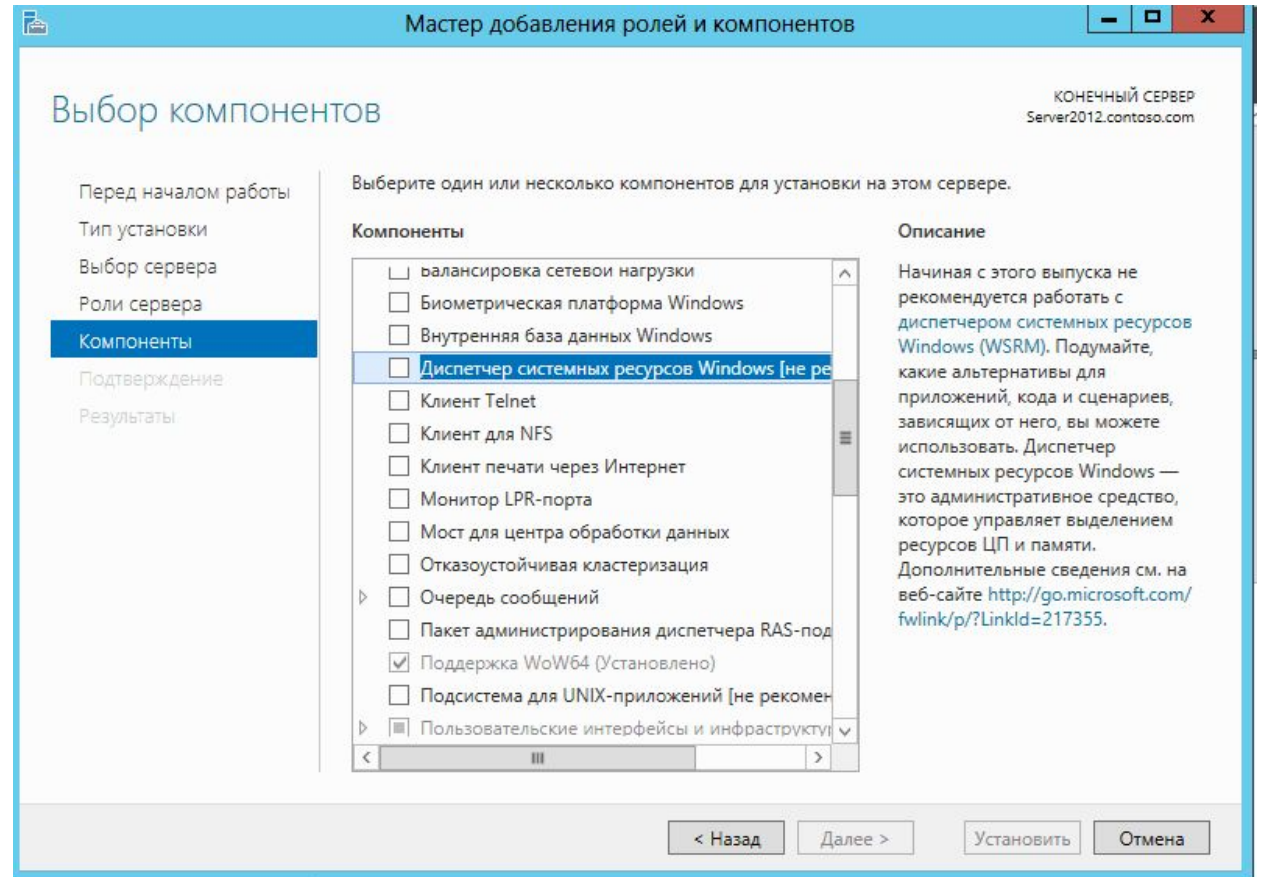 Мастер добавления ролей и компонентов
Выбор компонентов
КОНЕЧНЫЙ СЕРВЕР
Server2012.contoso.com
Перед началом работы
Тип установки
Выбор сервера
Роли сервера
Компоненты
Подтверждение
Результаты
Выберите один или несколько компонентов для установки на этом сервере.
Компоненты
Балансировка сетевой нагрузки
Биометрическая платформа Windows
Внутренняя база данных Windows
Диспетчер системных ресурсов Windows [не ре
Клиент Telnet
Клиент для NFS
Клиент печати через Интернет
Монитор LPR-порта
Мост для центра обработки данных
Отказоустойчивая кластеризация
Очередь сообщений
Пакет администрирования диспетчера RAS-под
Поддержка WoW64 (Установлено)
Подсистема для UNIX-приложений [не рекомен
Пользовательские интерфейсы и инфраструктур
Описание
Начиная с этого выпуска не
рекомендуется работать с
диспетчером системных ресурсов
Windows (WSRM). Подумайте,
какие альтернативы для
приложений, кода и сценариев,
зависящих от него, вы можете
использовать. Диспетчер
системных ресурсов Windows —
это административное средство,
которое управляет выделением
ресурсов ЦП и памяти.
Дополнительные сведения см. на
веб-сайте http://go.microsoft.com/
fwlink/p/?LinkId=217355.
< Назад
Далее >
Установить
Отмена